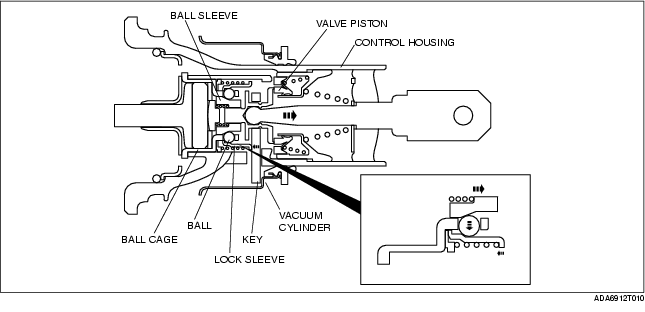 BALL SLEEVE
VALVE PISTON
CONTROL HOUSING
VACUUM
CYLINDER
BALL
KEY
BALL CAGE
LOCK SLEEVE
ADA6912T010